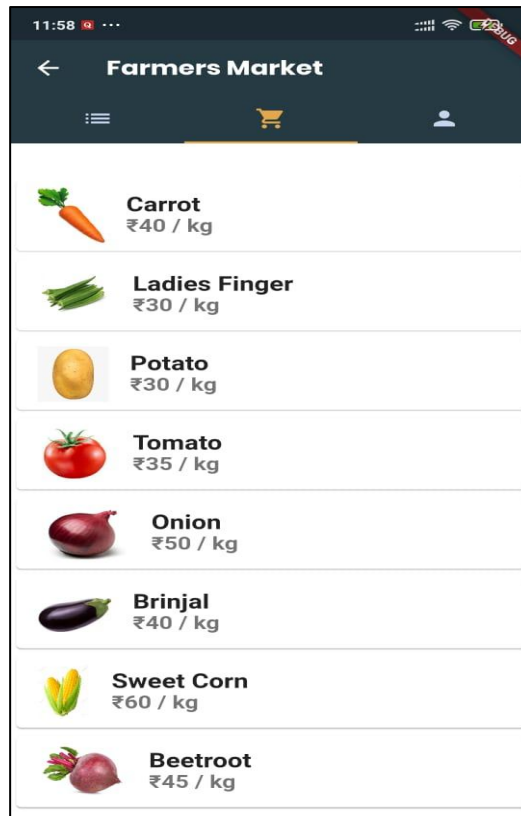 11:58 Q ...
DEBUG
Farmers Market
Carrot
₹40 / kg
Ladies Finger
₹30 / kg
Potato
₹30 / kg
Tomato
₹35 / kg
Onion
₹50 / kg
Brinjal
₹40 / kg
Sweet Corn
₹60 / kg
Beetroot
₹45 / kg